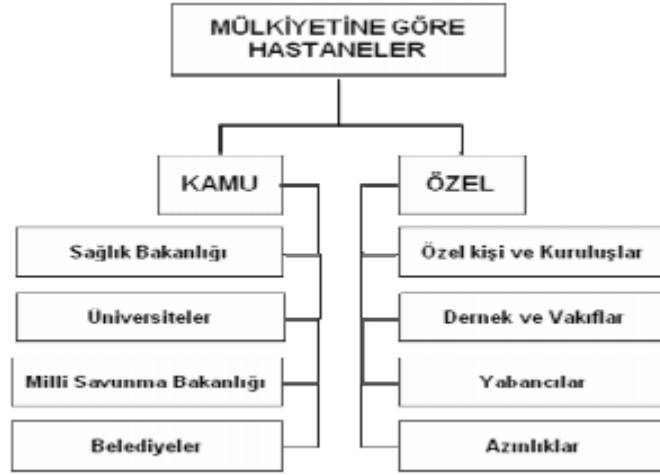 MÜLKİYETİNE GÖRE
HASTANELER
KAMU
ÖZEL
Sağlık Bakanlığı
Özel kişi ve Kuruluşlar
Üniversiteler
Dernek ve Vakıflar
Milli Savunma Bakanlığı
Yabancılar
Belediyeler
Azınlıklar